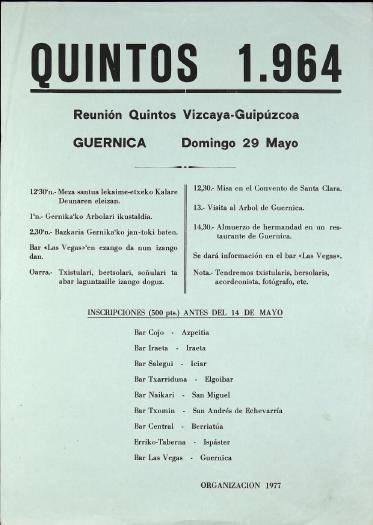 QUINTOS 1.964
Reunión Quintos Vizcaya-Guipúzcoa
GUERNICA Domingo 29 Mayo
12'30'n.- Meza santua lekaime-etxeko Kalare
Deunaren eleizan.
1'n.- Gernika'ko Arbolari ikustaldia.
2,30'n.- Bazkaria Gernika'ko jan-toki baten.
Bar «Las Vegas»'en ezango da nun izango
dan.
Oarra.- Txistulari, bertsolari, soñulari ta
abar laguntzaille izango doguz.
12,30.- Misa en el Convento de Santa Clara.
13.- Visita al Arbol de Guernica.
14,30.- Almuerzo de hermandad en un res-
taurante de Guernica.
Se dará información en el bar «Las Vegas».
Nota.- Tendremos txistularis, bersolaris,
acordeonista, fotógrafo, etc.
INSCRIPCIONES (500 pts.) ANTES DEL 14 DE MAYO
Bar Cojo - Azpeitia
Bar Iraeta - Iraeta
Bar Salegui - Iciar
Bar Txarriduna - Elgoibar
Bar Naikari - San Miguel
Bar Txomin - San Andrés de Echevarría
Bar Central - Berriatúa
Erriko-Taberna - Ispáster
Bar Las Vegas - Guernica
ORGANIZACION 1977